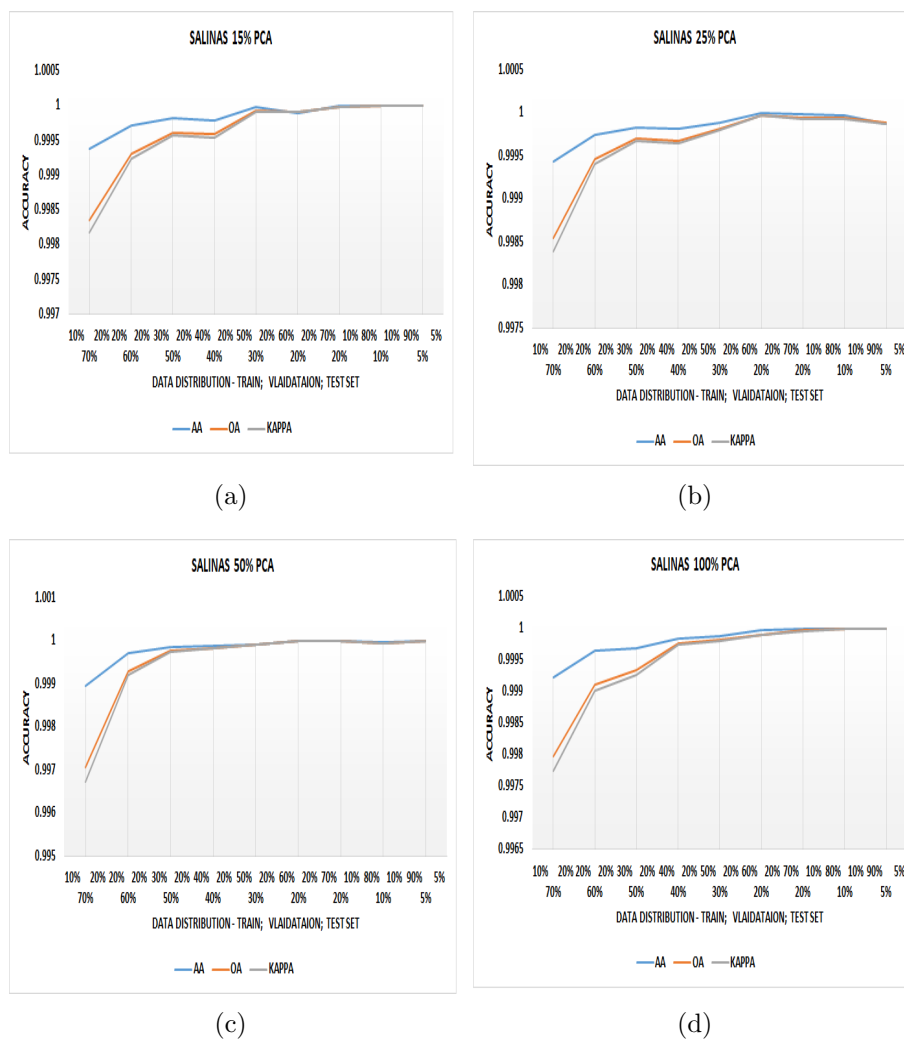 SALINAS 15% PCA
1.0005
1
0.9995
0.999
0.9985
0.998
0.9975
0.997
ACCURACY
10% 20% 20% 20% 30% 20% 40% 20% 50% 20% 60% 20% 70% 10% 80% 10% 90% 5%
70% 60% 50% 40% 30% 20% 20% 10% 5%
DATA DISTRIBUTION - TRAIN; VLAIDATAION; TEST SET
AA OA KAPPA
(a)
SALINAS 25% PCA
1.0005
1
0.9995
0.999
0.9985
0.998
0.9975
ACCURACY
10% 20% 20% 20% 30% 20% 40% 20% 50% 20% 60% 20% 70% 10% 80% 10% 90% 5%
70% 60% 50% 40% 30% 20% 20% 10% 5%
DATA DISTRIBUTION - TRAIN; VLAIDATAION; TEST SET
AA OA KAPPA
(b)
SALINAS 50% PCA
1.001
1
0.999
0.998
0.997
0.996
0.995
ACCURACY
10% 20% 20% 20% 30% 20% 40% 20% 50% 20% 60% 20% 70% 10% 80% 10% 90% 5%
70% 60% 50% 40% 30% 20% 20% 10% 5%
DATA DISTRIBUTION - TRAIN; VLAIDATAION; TEST SET
AA OA KAPPA
(c)
SALINAS 100% PCA
1.0005
1
0.9995
0.999
0.9985
0.998
0.9975
0.997
0.9965
ACCURACY
10% 20% 20% 20% 30% 20% 40% 20% 50% 20% 60% 20% 70% 10% 80% 10% 90% 5%
70% 60% 50% 40% 30% 20% 20% 10% 5%
DATA DISTRIBUTION - TRAIN; VLAIDATAION; TEST SET
AA OA KAPPA
(d)